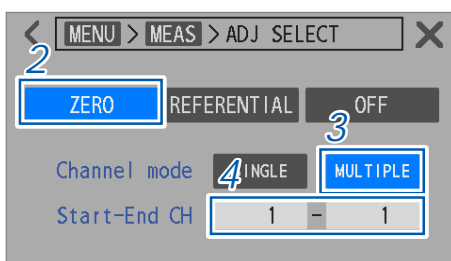 MENU > MEAS > ADJ SELECT
2
ZERO REFERENTIAL OFF
3
Channel mode 4 INGLE MULTIPLE
Start-End CH 1 - 1